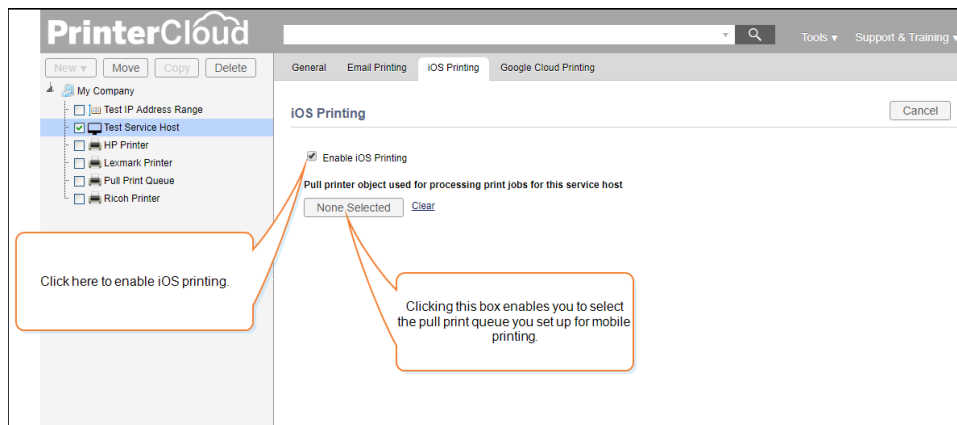 PrinterCloud
Tools ▾ Support & Training ▾
New ▾ Move Copy Delete
General Email Printing iOS Printing Google Cloud Printing
My Company
Test IP Address Range
Test Service Host
HP Printer
Lexmark Printer
Pull Print Queue
Ricoh Printer
iOS Printing
Cancel
Enable iOS Printing
Pull printer object used for processing print jobs for this service host
None Selected Clear
Click here to enable iOS printing.
Clicking this box enables you to select
the pull print queue you set up for mobile
printing.